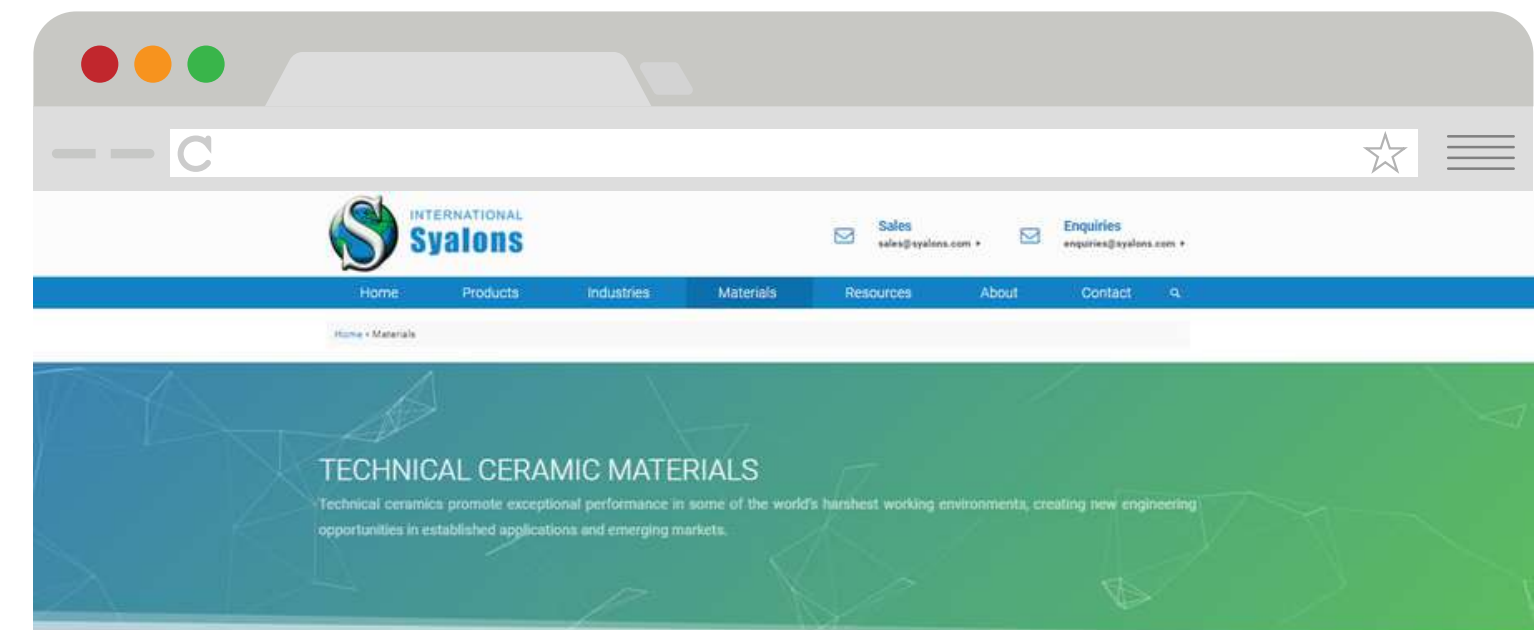 INTERNATIONAL
Syalons
Sales
sales@syalons.com
Enquiries
enquiries@syalons.com
Home Products Industries Materials Resources About Contact
Home • Materials
TECHNICAL CERAMIC MATERIALS
Technical ceramics promote exceptional performance in some of the world's harshest working environments, creating new engineering
opportunities in established applications and emerging markets.